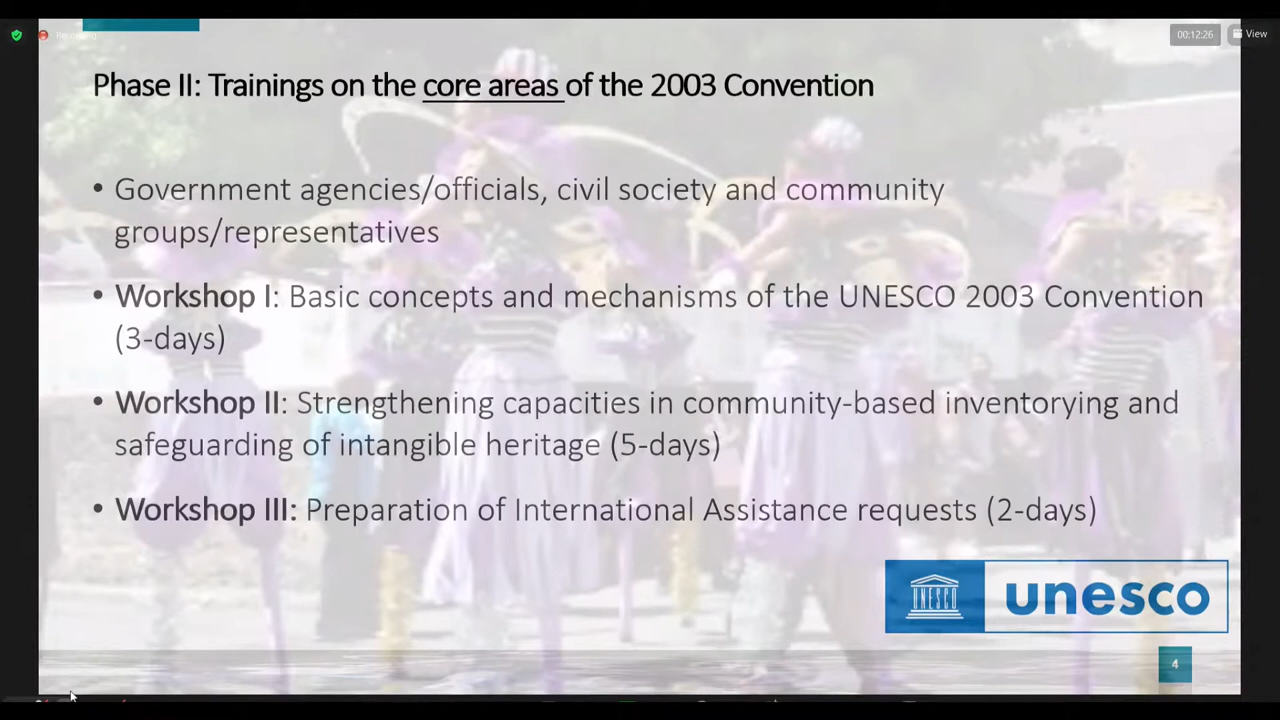 Recording
00:12:26
View
Phase II: Trainings on the core areas of the 2003 Convention
• Government agencies/officials, civil society and community
groups/representatives
• Workshop I: Basic concepts and mechanisms of the UNESCO 2003 Convention
(3-days)
• Workshop II: Strengthening capacities in community-based inventorying and
safeguarding of intangible heritage (5-days)
• Workshop III: Preparation of International Assistance requests (2-days)
UNESCO
unesco
4